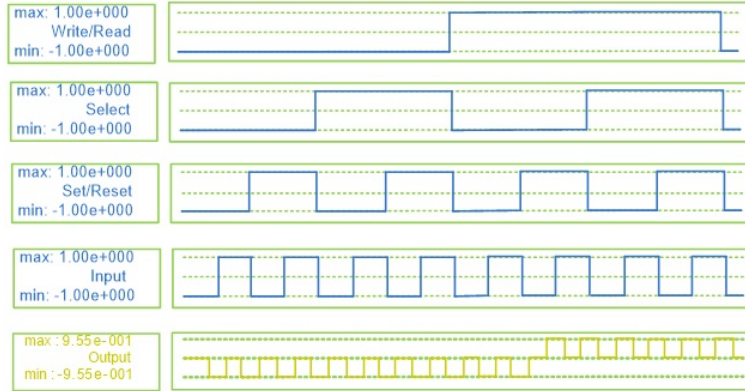 max: 1.00e+000
Write/Read
min: -1.00e+000
max: 1.00e+000
Select
min: -1.00e+000
max: 1.00e+000
Set/Reset
min: -1.00e+000
max: 1.00e+000
Input
min: -1.00e+000
max : 9.55e-001
Output
min : -9.55e-001